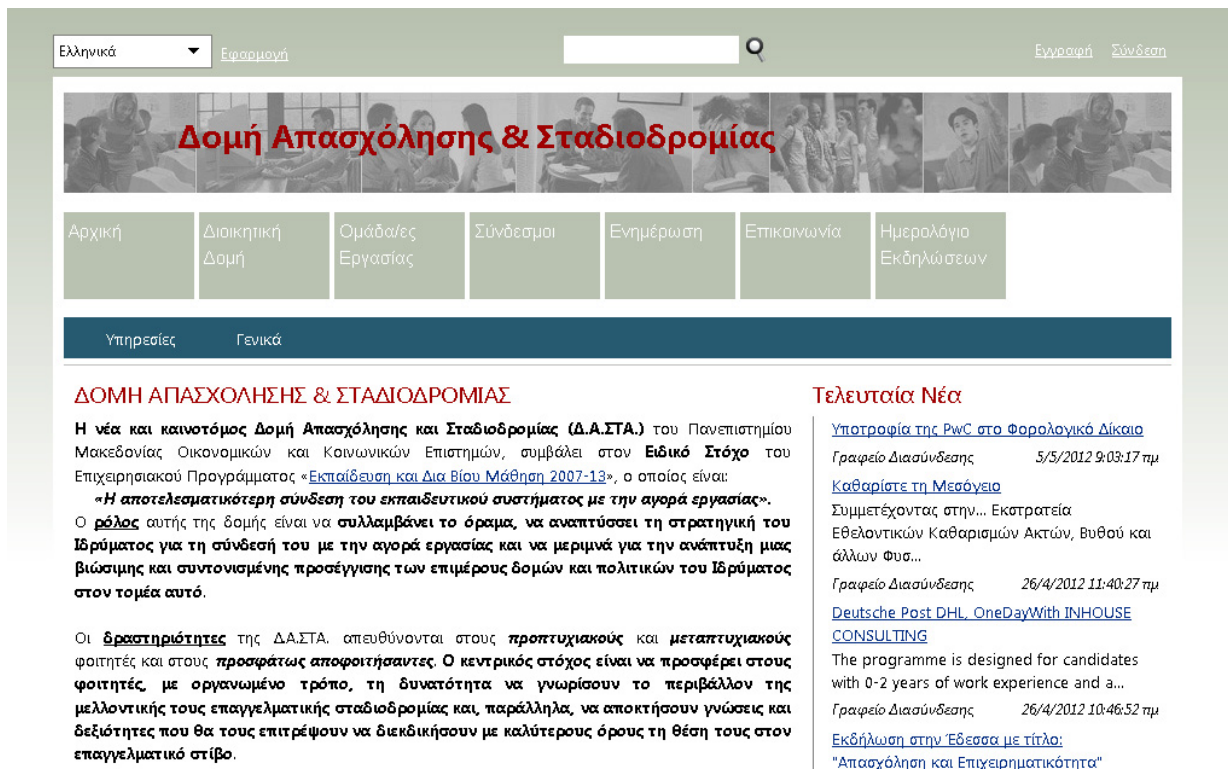 Ελληνικά
Εφαρμογή
Εγγραφή Σύνδεση
Δομή Απασχόλησης & Σταδιοδρομίας
Αρχική
Διοικητική
Δομή
Ομάδα/ες
Εργασίας
Σύνδεσμοι
Ενημέρωση
Επικοινωνία
Ημερολόγιο
Εκδηλώσεων
Υπηρεσίες Γενικά
ΔΟΜΗ ΑΠΑΣΧΟΛΗΣΗΣ & ΣΤΑΔΙΟΔΡΟΜΙΑΣ
Η νέα και καινοτόμος Δομή Απασχόλησης και Σταδιοδρομίας (Δ.Α.ΣΤΑ.) του Πανεπιστημίου
Μακεδονίας Οικονομικών και Κοινωνικών Επιστημών, συμβάλει στον Ειδικό Στόχο του
Επιχειρησιακού Προγράμματος «Εκπαίδευση και Δια Βίου Μάθηση 2007-13», ο οποίος είναι:
«Η αποτελεσματικότερη σύνδεση του εκπαιδευτικού συστήματος με την αγορά εργασίας».
Ο ρόλος αυτής της δομής είναι να συλλαμβάνει το όραμα, να αναπτύσσει τη στρατηγική του
Ιδρύματος για τη σύνδεσή του με την αγορά εργασίας και να μεριμνά για την ανάπτυξη μιας
βιώσιμης και συντονισμένης προσέγγισης των επιμέρους δομών και πολιτικών του Ιδρύματος
στον τομέα αυτό.
Οι δραστηριότητες της ΔΑ.ΣΤΑ. απευθύνονται στους προπτυχιακούς και μεταπτυχιακούς
φοιτητές και στους προσφάτως αποφοιτήσαντες. Ο κεντρικός στόχος είναι να προσφέρει στους
φοιτητές, με οργανωμένο τρόπο, τη δυνατότητα να γνωρίσουν το περιβάλλον της
μελλοντικής τους επαγγελματικής σταδιοδρομίας και, παράλληλα, να αποκτήσουν γνώσεις και
δεξιότητες που θα τους επιτρέψουν να διεκδικήσουν με καλύτερους όρους τη θέση τους στον
επαγγελματικό στίβο.
Τελευταία Νέα
Υποτροφία της PwC στο Φορολογικό Δίκαιο
Γραφείο Διασύνδεσης 5/5/2012 9:03:17 πμ
Καθαρίστε τη Μεσόγειο
Συμμετέχοντας στην... Εκστρατεία
Εθελοντικών Καθαρισμών Ακτών, Βυθού και
άλλων Φυσ...
Γραφείο Διασύνδεσης 26/4/2012 11:40:27 πμ
Deutsche Post DHL, OneDayWith INHOUSE
CONSULTING
The programme is designed for candidates
with 0-2 years of work experience and a...
Γραφείο Διασύνδεσης 26/4/2012 10:46:52 πμ
Εκδήλωση στην Έδεσσα με τίτλο:
"Απασχόληση και Επιχειρηματικότητα"